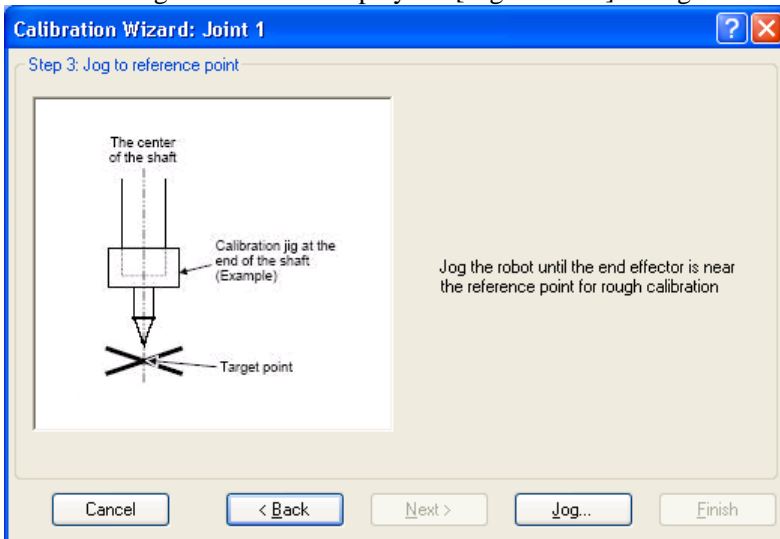 Calibration Wizard: Joint 1
Step 3: Jog to reference point
The center
of the shaft
Calibration jig at the
end of the shaft
(Example)
Target point
Jog the robot until the end effector is near
the reference point for rough calibration
Cancel
< Back
Next >
Jog...
Finish